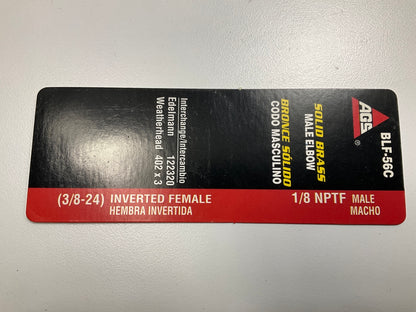 BLF-56C
AGS
®
SOLID BRASS
MALE ELBOW
BRONCE SÓLIDO
CODO MASCULINO
Interchange/Intercambio
Edelmann 122320
Weatherhead 402 x 3
(3/8-24) INVERTED FEMALE
HEMBRA INVERTIDA
1/8 NPTF MALE
MACHO